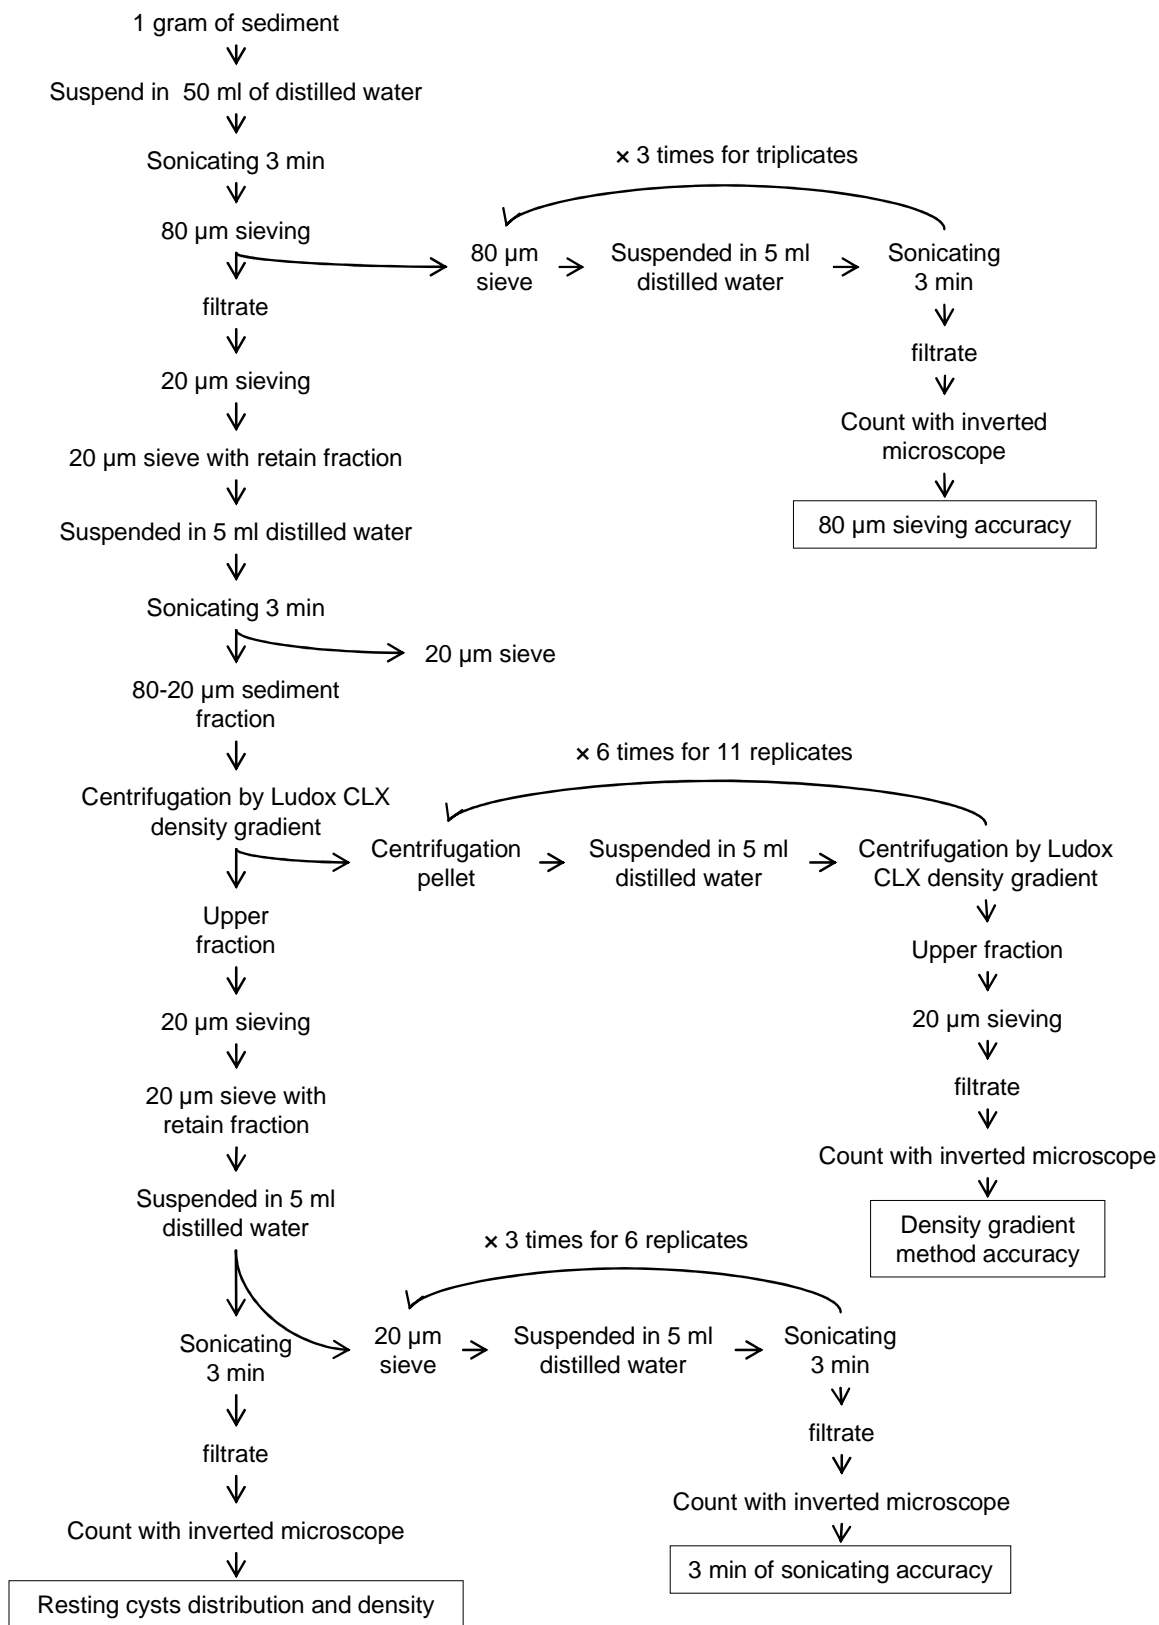 1 gram of sediment
Suspend in 50 ml of distilled water
Sonicating 3 min
× 3 times for triplicates
80 µm sieving
80 µm
sieve
Suspended in 5 ml
distilled water
Sonicating
3 min
filtrate
filtrate
20 µm sieving
Count with inverted
microscope
20 µm sieve with retain fraction
80 µm sieving accuracy
Suspended in 5 ml distilled water
Sonicating 3 min
20 µm sieve
80-20 µm sediment
fraction
× 6 times for 11 replicates
Centrifugation by Ludox CLX
density gradient
Centrifugation
pellet
Suspended in 5 ml
distilled water
Centrifugation by Ludox
CLX density gradient
Upper
fraction
Upper fraction
20 µm sieving
20 µm sieving
filtrate
20 µm sieve with
retain fraction
Count with inverted microscope
Suspended in 5 ml
distilled water
Density gradient
method accuracy
× 3 times for 6 replicates
Sonicating
3 min
20 µm
sieve
Suspended in 5 ml
distilled water
Sonicating
3 min
filtrate
filtrate
Count with inverted microscope
Count with inverted microscope
3 min of sonicating accuracy
Resting cysts distribution and density